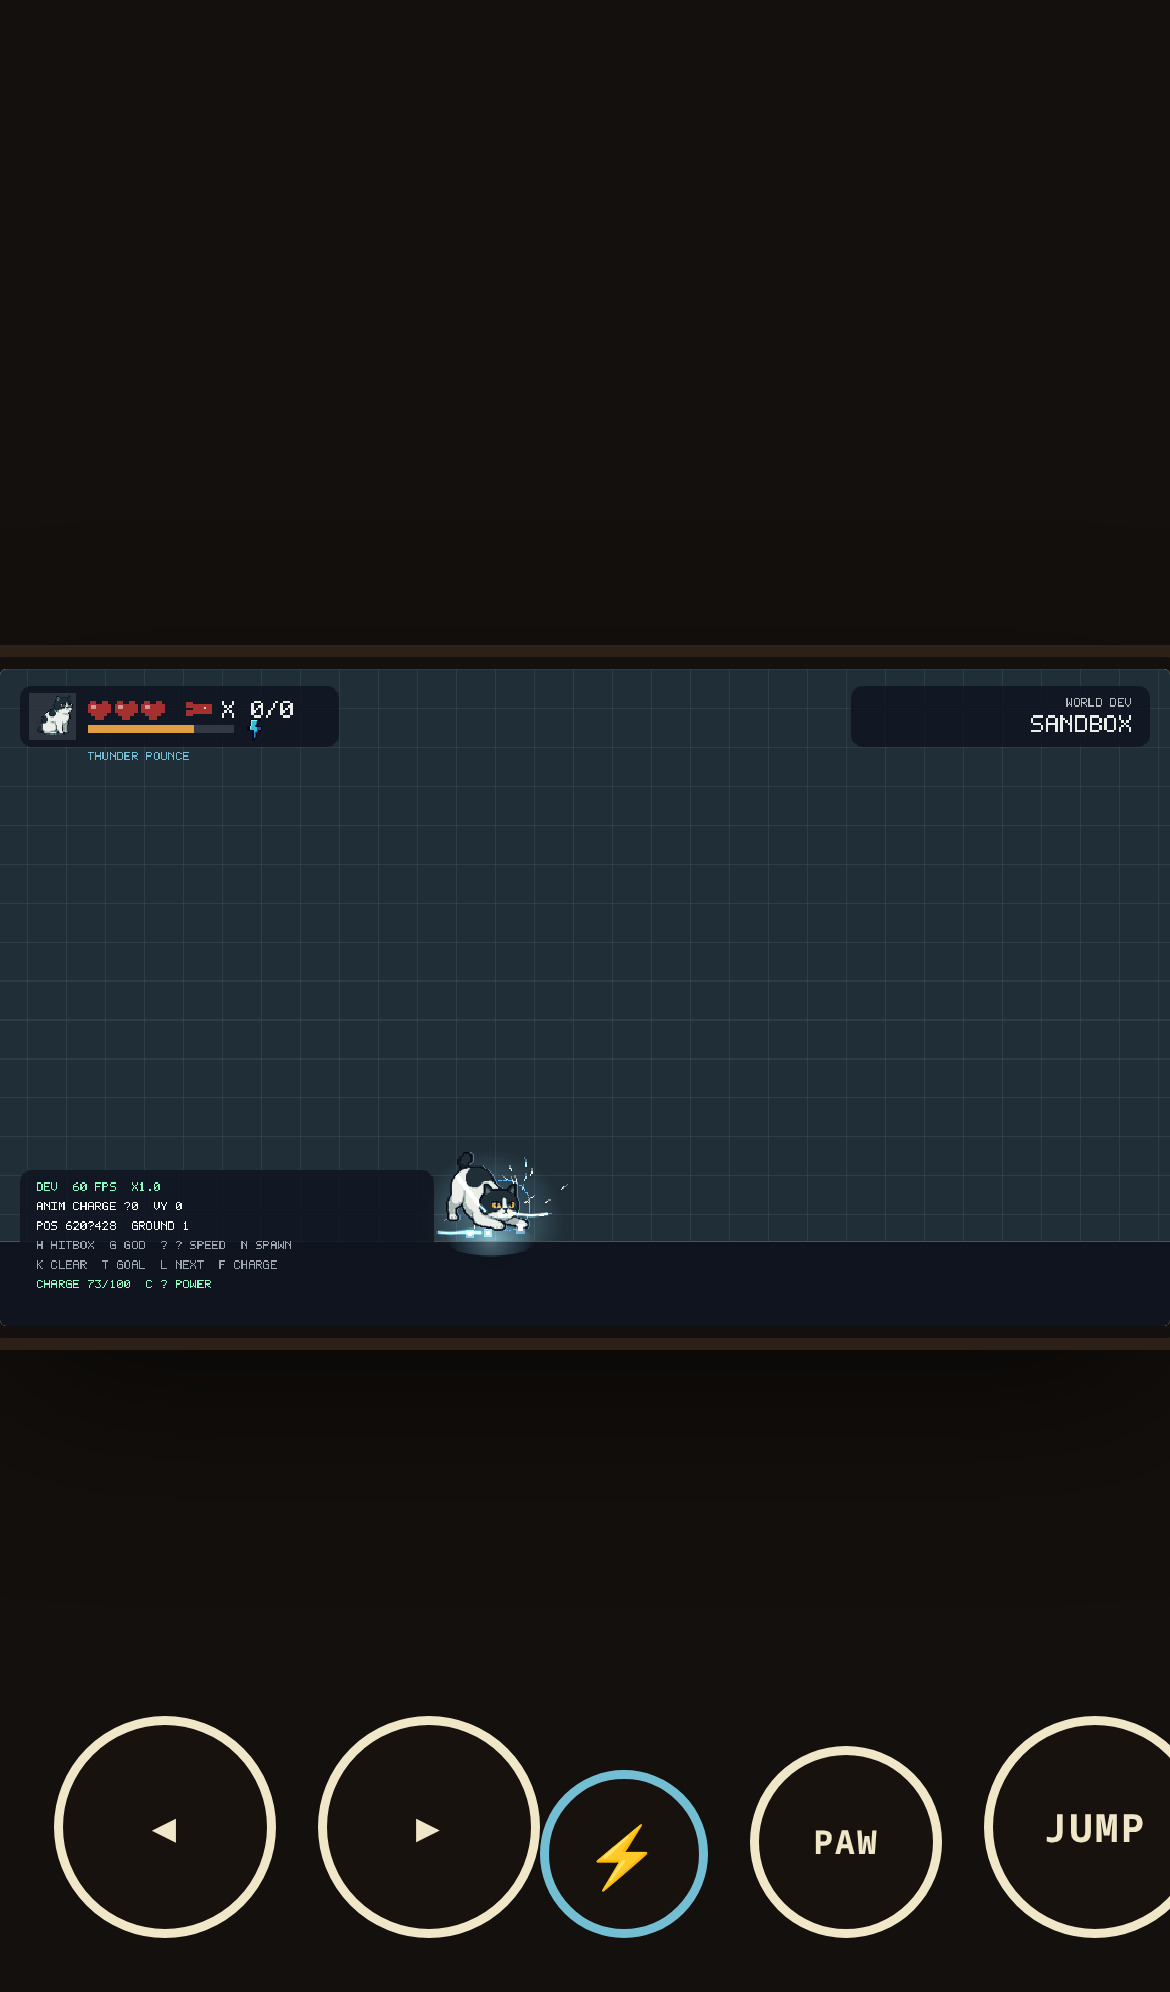 X 0/0
THUNDER POUNCE
WORLD DEV
SANDBOX
DEV 60 FPS X1.0
ANIM CHARGE ?0 VY 0
POS 620?428 GROUND 1
H HITBOX G GOD ? ? SPEED N SPAWN
K CLEAR T GOAL L NEXT F CHARGE
CHARGE 73/100 C ? POWER
PAW
JUMP